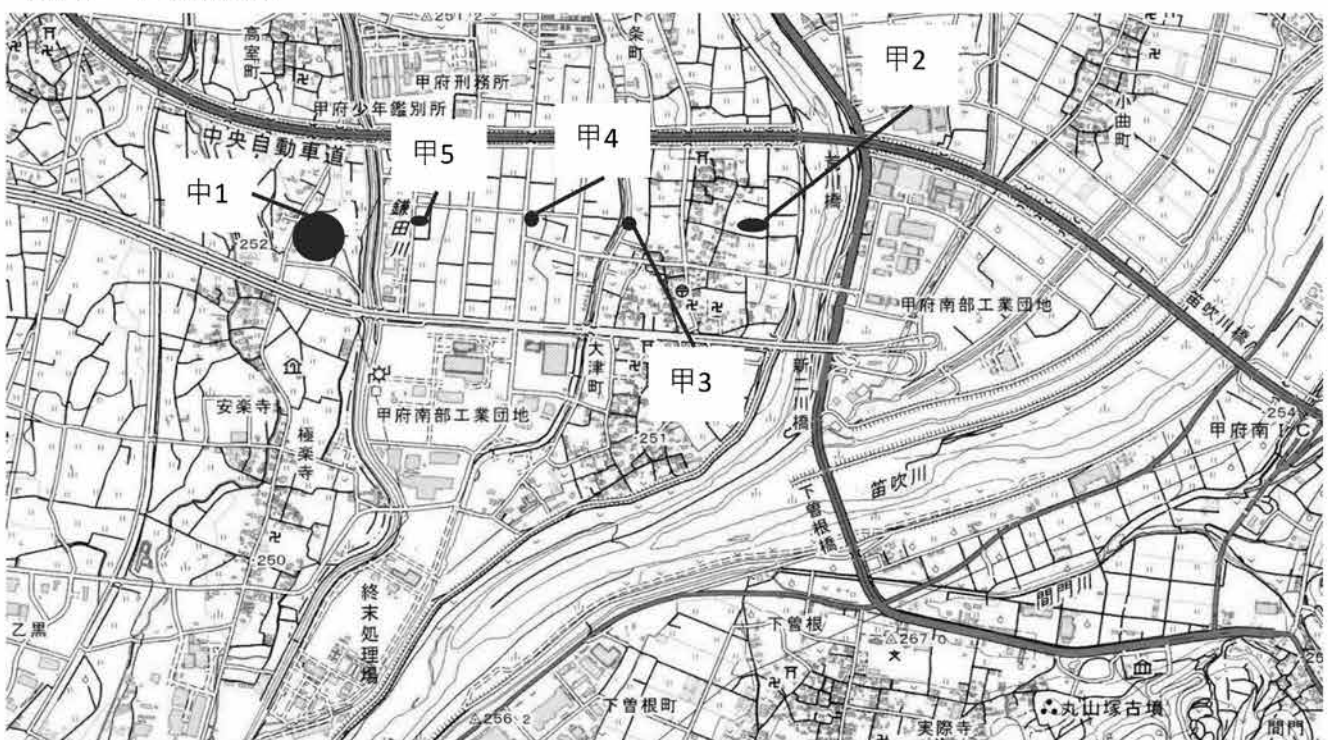 高室町
甲府刑務所
甲府少年鑑別所
中央自動車道
下条町
甲2
小曲町
甲5
甲4
中1
鎌田川
252
甲府南部工業団地
笛吹川橋
甲3
大津町
新二川橋
安楽寺
極楽寺
甲府南部工業団地
251
254
甲府南I・C
笛吹川
下曽根橋
250
終末処理場
間門川
乙黒
下曽根
267.0
256.2
下曽根町
実際寺
丸山塚古墳
間門